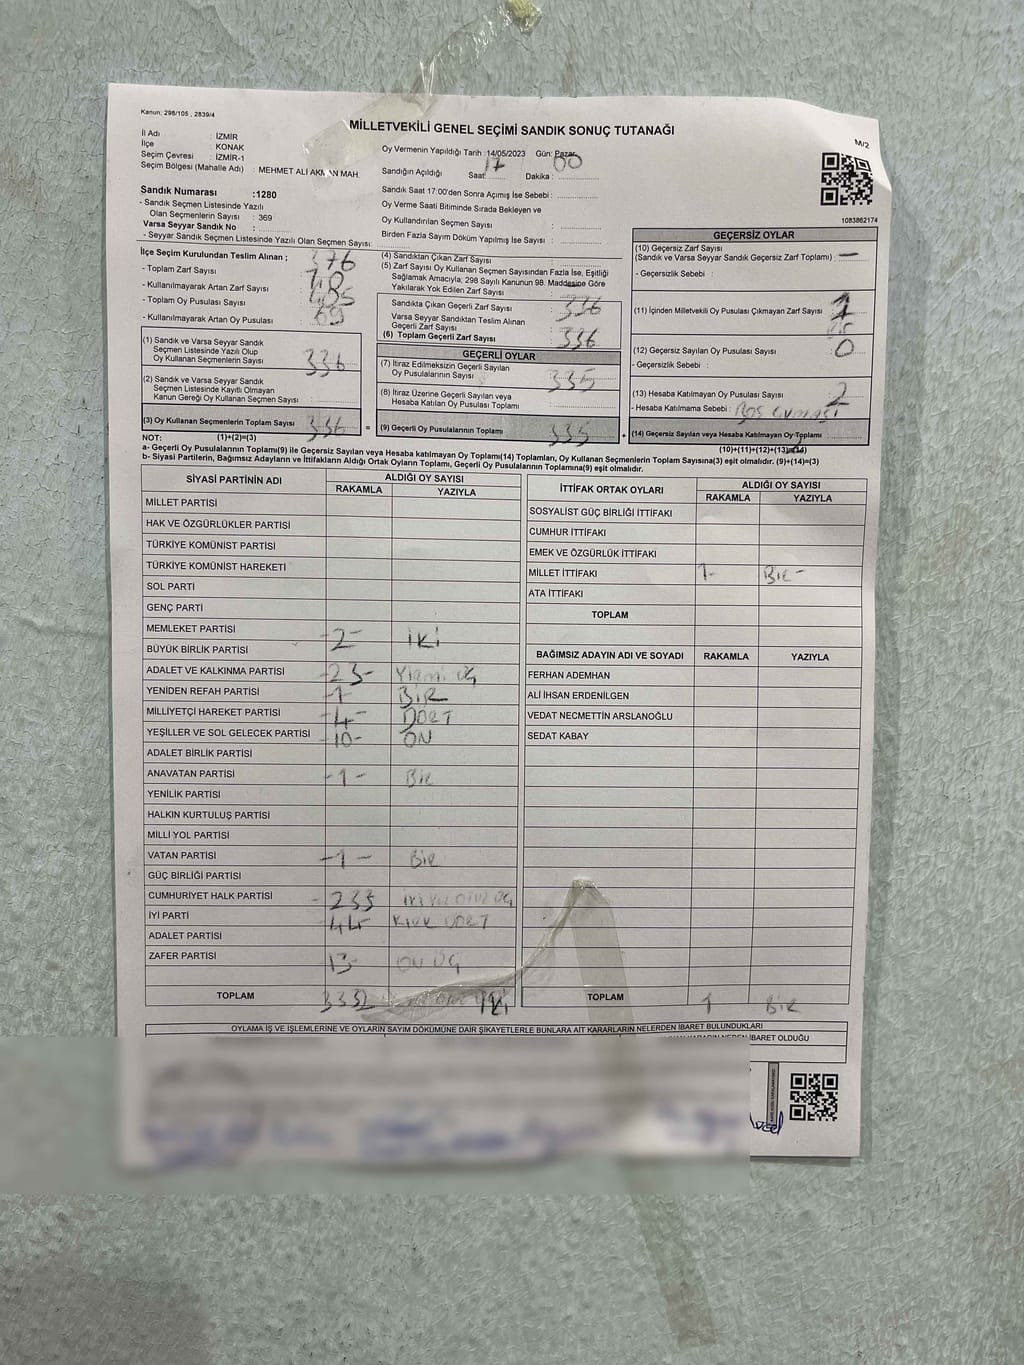 Kanun: 298/105 , 2839/4
MİLLETVEKİLİ GENEL SEÇİMİ SANDIK SONUÇ TUTANAĞI
M/2
İl Adı : İZMİR
İlçe : KONAK
Seçim Çevresi : İZMİR-1
Seçim Bölgesi (Mahalle Adı) : MEHMET ALİ AKMAN MAH.
Sandık Numarası :1280
- Sandık Seçmen Listesinde Yazılı
Olan Seçmenlerin Sayısı : 369
Varsa Seyyar Sandık No :
- Seyyar Sandık Seçmen Listesinde Yazılı Olan Seçmen Sayısı:
Oy Vermenin Yapıldığı Tarih :14/05/2023 Gün: Pazar
Sandığın Açıldığı Saat: 17 Dakika : 00
Sandık Saat 17:00'den Sonra Açımış İse Sebebi :
Oy Verme Saati Bitiminde Sırada Bekleyen ve
Oy Kullandırılan Seçmen Sayısı :
Birden Fazla Sayım Döküm Yapılmış İse Sayısı :
1083862174
İlçe Seçim Kurulundan Teslim Alınan ;
- Toplam Zarf Sayısı : 376
- Kullanılmayarak Artan Zarf Sayısı :
- Toplam Oy Pusulası Sayısı :
- Kullanılmayarak Artan Oy Pusulası : 69
(1) Sandık ve Varsa Seyyar Sandık
Seçmen Listesinde Yazılı Olup
Oy Kullanan Seçmenlerin Sayısı : 336
(2) Sandık ve Varsa Seyyar Sandık
Seçmen Listesinde Kayıtlı Olmayan
Kanun Gereği Oy Kullanan Seçmen Sayısı :
(3) Oy Kullanan Seçmenlerin Toplam Sayısı : 336
(4) Sandıktan Çıkan Zarf Sayısı :
(5) Zarf Sayısı Oy Kullanan Seçmen Sayısından Fazla İse, Eşitliği
Sağlamak Amacıyla; 298 Sayılı Kanunun 98. Maddesine Göre
Yakılarak Yok Edilen Zarf Sayısı :
Sandıkta Çıkan Geçerli Zarf Sayısı : 336
Varsa Seyyar Sandıktan Teslim Alınan
Geçerli Zarf Sayısı :
(6) Toplam Geçerli Zarf Sayısı : 336
GEÇERLİ OYLAR
(7) İtiraz Edilmeksizin Geçerli Sayılan
Oy Pusulalarının Sayısı : 335
(8) İtiraz Üzerine Geçerli Sayılan veya
Hesaba Katılan Oy Pusulası Toplamı :
= (9) Geçerli Oy Pusulalarının Toplamı : 335
GEÇERSİZ OYLAR
(10) Geçersiz Zarf Sayısı
(Sandık ve Varsa Seyyar Sandık Geçersiz Zarf Toplamı) : —
- Geçersizlik Sebebi :
(11) İçinden Milletvekili Oy Pusulası Çıkmayan Zarf Sayısı : 1
(12) Geçersiz Sayılan Oy Pusulası Sayısı : 0
- Geçersizlik Sebebi :
(13) Hesaba Katılmayan Oy Pusulası Sayısı : 2
- Hesaba Katılmama Sebebi : BOŞ
+ (14) Geçersiz Sayılan veya Hesaba Katılmayan Oy Toplamı :
NOT: (1)+(2)=(3)
(10)+(11)+(12)+(13)=(14)
a- Geçerli Oy Pusulalarının Toplamı(9) ile Geçersiz Sayılan veya Hesaba Katılmayan Oy Toplamı(14) Toplamları, Oy Kullanan Seçmenlerin Toplam Sayısına(3) eşit olmalıdır. (9)+(14)=(3)
b- Siyasi Partilerin, Bağımsız Adayların ve İttifakların Aldığı Ortak Oyların Toplamı, Geçerli Oy Pusulalarının Toplamına(9) eşit olmalıdır.
SİYASİ PARTİNİN ADI ALDIĞI OY SAYISI
RAKAMLA YAZIYLA
MİLLET PARTİSİ
HAK VE ÖZGÜRLÜKLER PARTİSİ
TÜRKİYE KOMÜNİST PARTİSİ
TÜRKİYE KOMÜNİST HAREKETİ
SOL PARTİ
GENÇ PARTİ
MEMLEKET PARTİSİ -2- İKİ
BÜYÜK BİRLİK PARTİSİ
ADALET VE KALKINMA PARTİSİ -23- YİRMİ ÜÇ
YENİDEN REFAH PARTİSİ -1- BİR
MİLLİYETÇİ HAREKET PARTİSİ -4- DÖRT
YEŞİLLER VE SOL GELECEK PARTİSİ -10- ON
ADALET BİRLİK PARTİSİ
ANAVATAN PARTİSİ -1- BİR
YENİLİK PARTİSİ
HALKIN KURTULUŞ PARTİSİ
MİLLİ YOL PARTİSİ
VATAN PARTİSİ -1- BİR
GÜÇ BİRLİĞİ PARTİSİ
CUMHURİYET HALK PARTİSİ -233 İKİ YÜZ OTUZ ÜÇ
İYİ PARTİ -44- KIRK DÖRT
ADALET PARTİSİ
ZAFER PARTİSİ -13- ON ÜÇ
TOPLAM 3332
İTTİFAK ORTAK OYLARI ALDIĞI OY SAYISI
RAKAMLA YAZIYLA
SOSYALİST GÜÇ BİRLİĞİ İTTİFAKI
CUMHUR İTTİFAKI
EMEK VE ÖZGÜRLÜK İTTİFAKI
MİLLET İTTİFAKI 1- BİR-
ATA İTTİFAKI
TOPLAM
BAĞIMSIZ ADAYIN ADI VE SOYADI RAKAMLA YAZIYLA
FERHAN ADEMHAN
ALİ İHSAN ERDENİLGEN
VEDAT NECMETTİN ARSLANOĞLU
SEDAT KABAY
TOPLAM 1 BİR
OYLAMA İŞ VE İŞLEMLERİNE VE OYLARIN SAYIM DÖKÜMÜNE DAİR ŞİKAYETLERLE BUNLARA AİT KARARLARIN NELERDEN İBARET BULUNDUKLARI
KARARIN NEDEN İBARET OLDUĞU